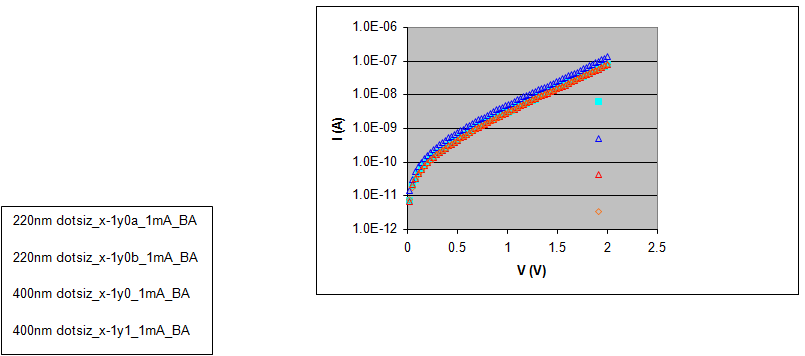 1.0E-06
1.0E-07
1.0E-08
1.0E-09
1.0E-10
1.0E-11
1.0E-12
I (A)
0 0.5 1 1.5 2 2.5
V (V)
220nm dotsiz_x-1y0a_1mA_BA
220nm dotsiz_x-1y0b_1mA_BA
400nm dotsiz_x-1y0_1mA_BA
400nm dotsiz_x-1y1_1mA_BA